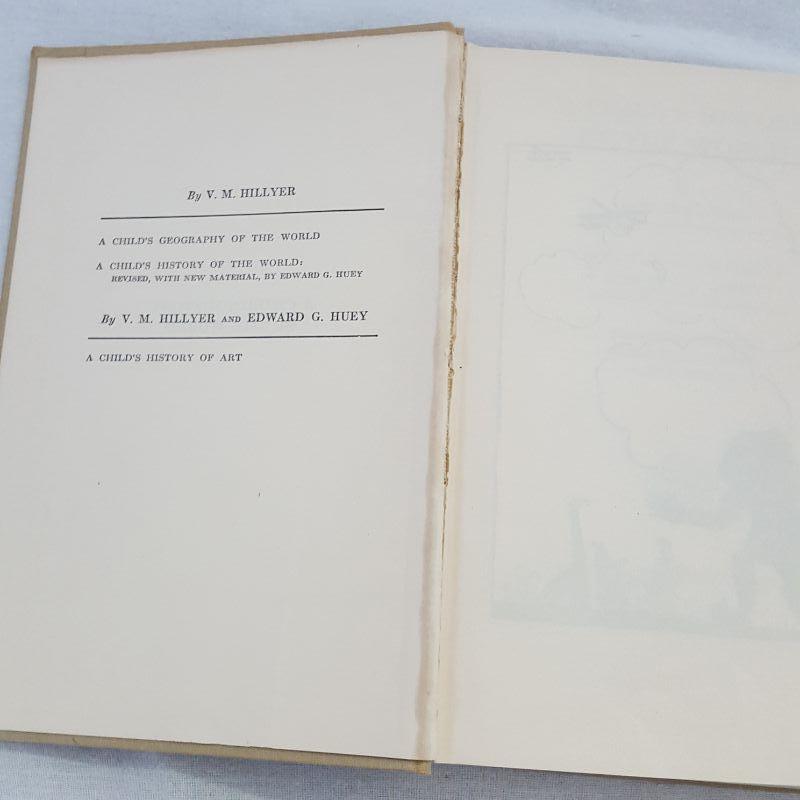 By V. M. HILLYER
A CHILD'S GEOGRAPHY OF THE WORLD
A CHILD'S HISTORY OF THE WORLD:
REVISED, WITH NEW MATERIAL, BY EDWARD G. HUEY
By V. M. HILLYER AND EDWARD G. HUEY
A CHILD'S HISTORY OF ART